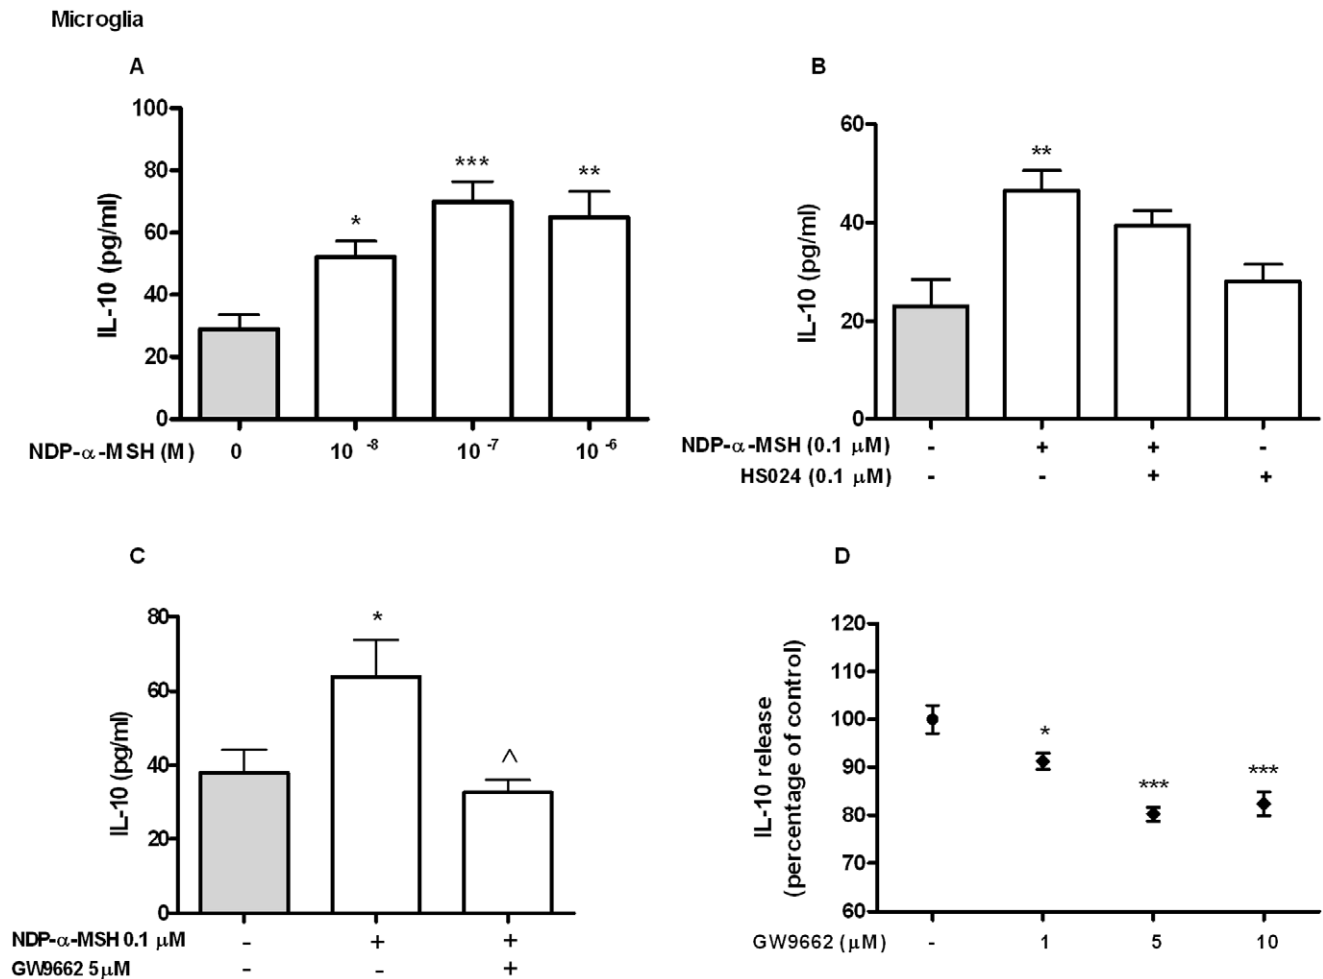 Microglia
A
100
80
60
40
20
0
IL-10 (pg/ml)
*
***
**
NDP-α-MSH (M) 0 10 -8 10 -7 10 -6
B
60
40
20
0
IL-10 (pg/ml)
**
NDP-α-MSH (0.1 μM) - + + -
HS024 (0.1 μM) - - + +
C
80
60
40
20
0
IL-10 (pg/ml)
*
^
NDP-α-MSH 0.1 μM - + +
GW9662 5μM - - +
D
120
110
100
90
80
70
60
IL-10 release
(percentage of control)
*
***
***
GW9662 (μM) - 1 5 10